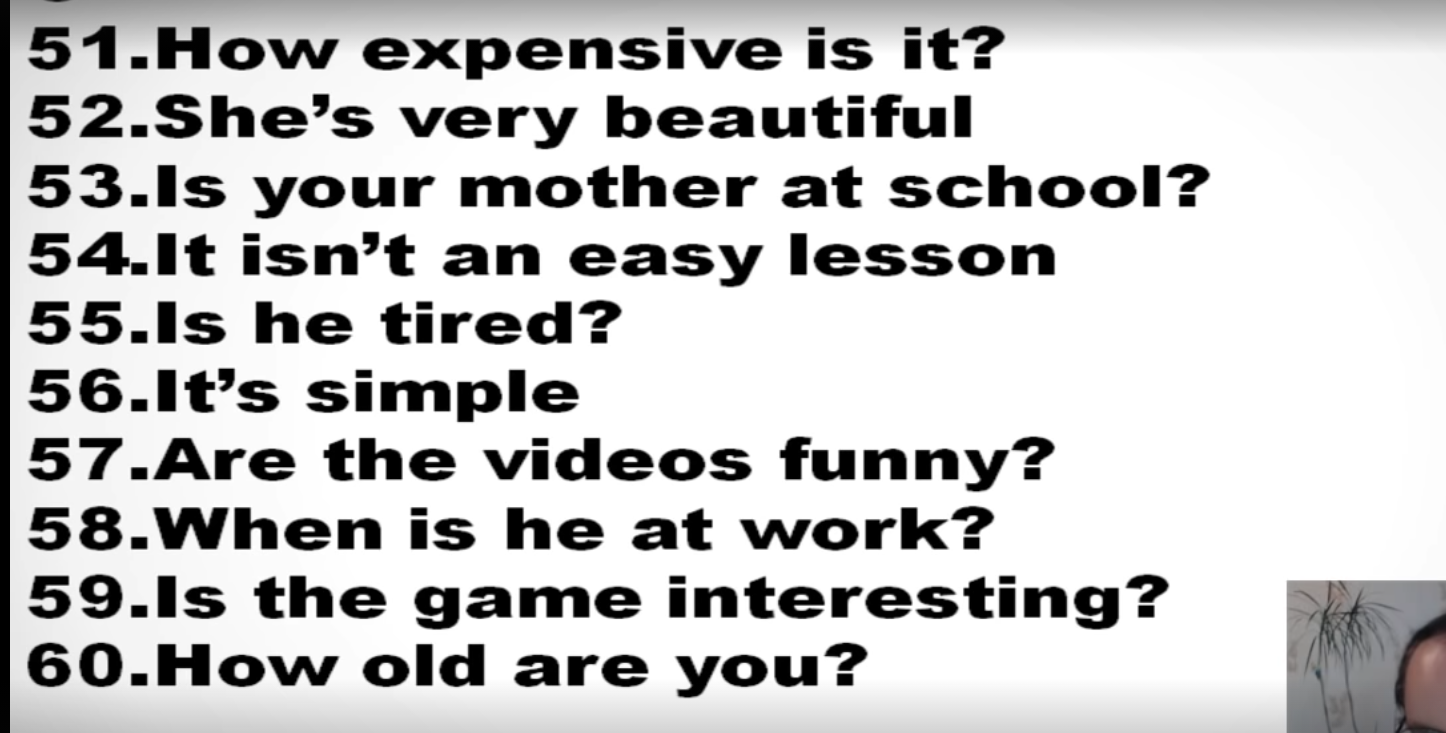 51.How expensive is it?
52.She’s very beautiful
53.Is your mother at school?
54.It isn’t an easy lesson
55.Is he tired?
56.It’s simple
57.Are the videos funny?
58.When is he at work?
59.Is the game interesting?
60.How old are you?